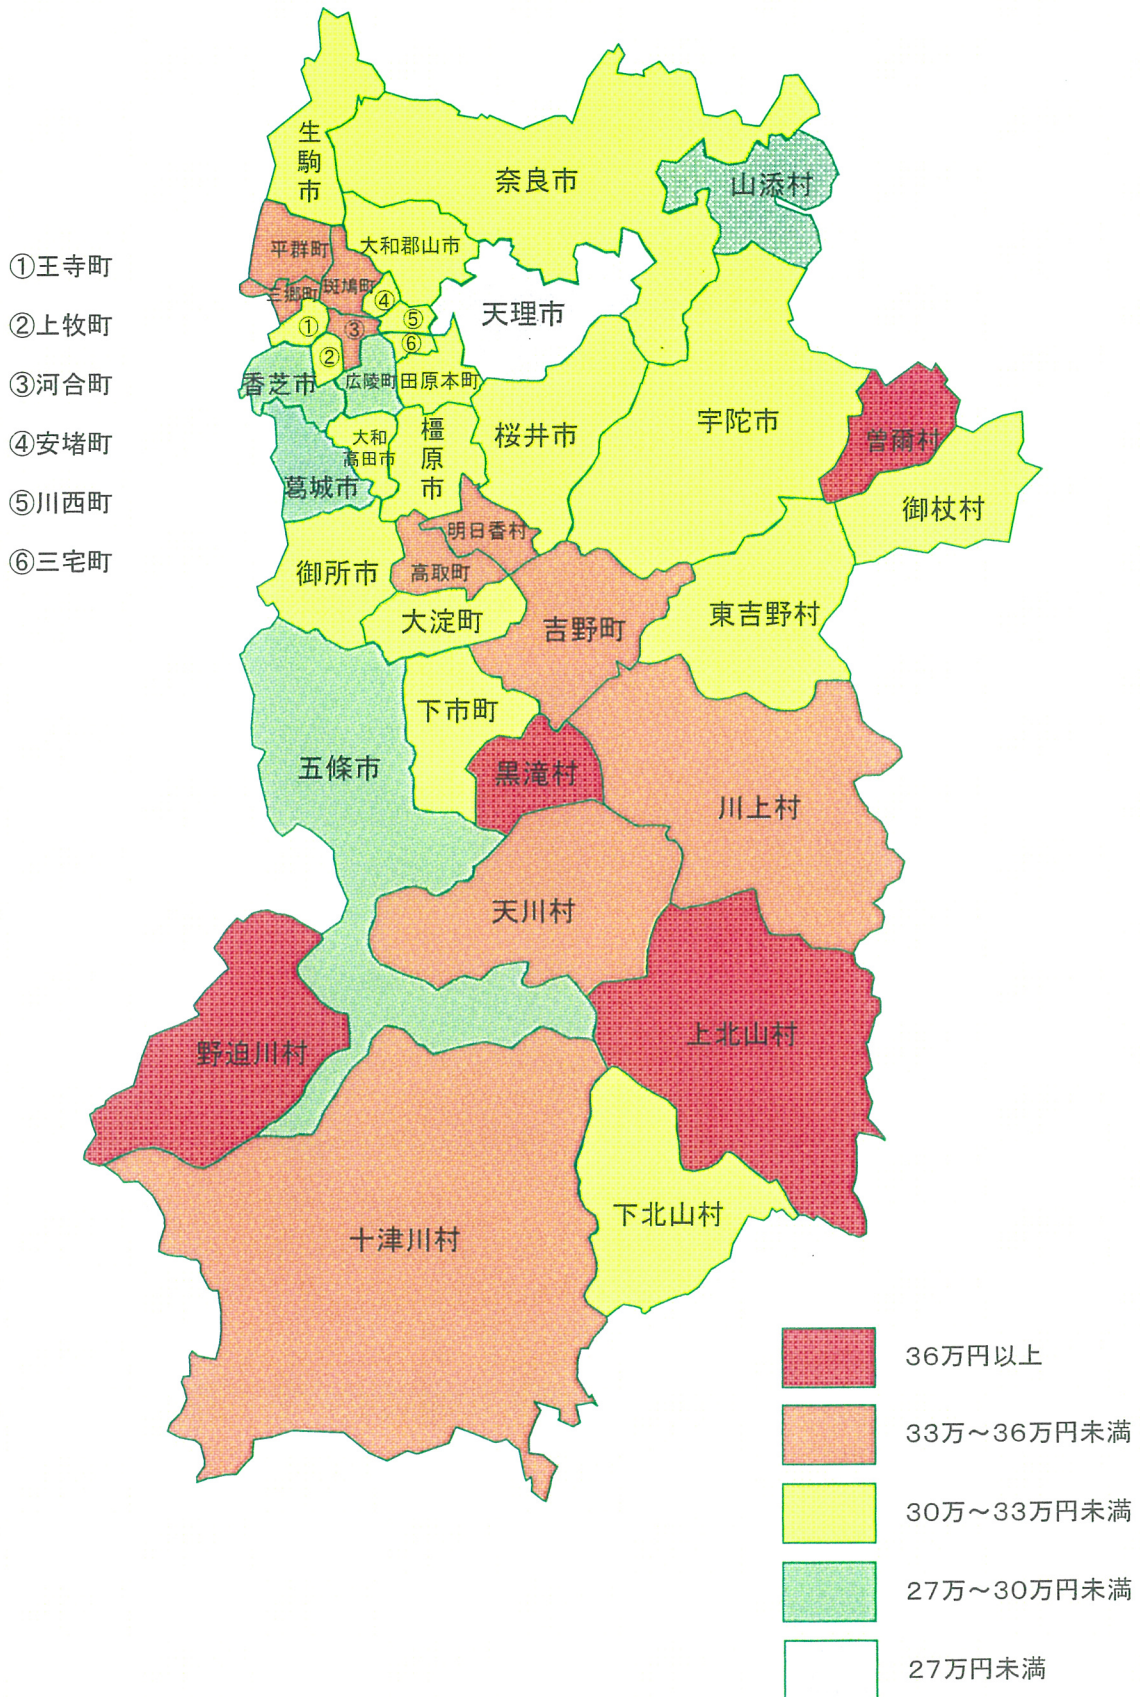 生駒市
奈良市
山添村
平群町
大和郡山市
①王寺町
三郷町
斑鳩町
④
天理市
②上牧町
①
③
⑤
②
⑥
③河合町
香芝市
広陵町
田原本町
宇陀市
曽爾村
④安堵町
大和
高田市
橿原市
桜井市
⑤川西町
葛城市
御杖村
⑥三宅町
明日香村
御所市
高取町
大淀町
吉野町
東吉野村
下市町
五條市
黒滝村
川上村
天川村
野迫川村
上北山村
十津川村
下北山村
36万円以上
33万～36万円未満
30万～33万円未満
27万～30万円未満
27万円未満